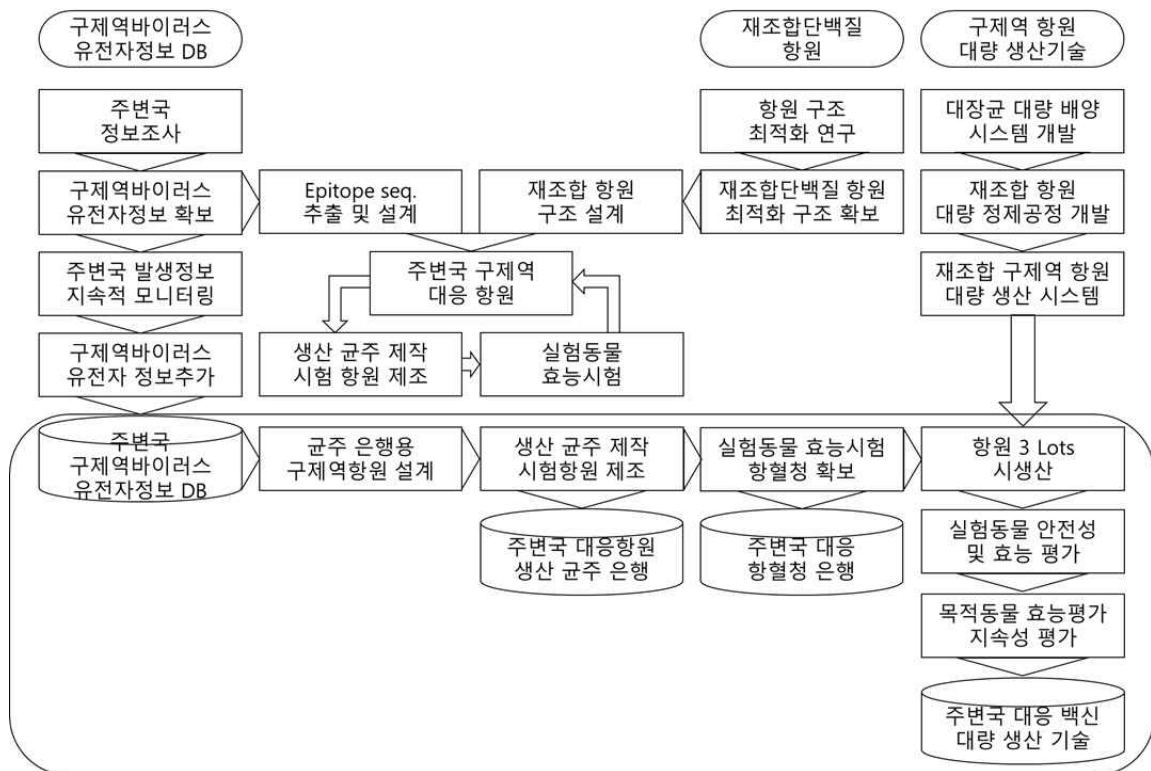 구제역바이러스
유전자정보 DB
재조합단백질
항원
구제역 항원
대량 생산기술
주변국
정보조사
항원 구조
최적화 연구
대장균 대량 배양
시스템 개발
구제역바이러스
유전자정보 확보
Epitope seq.
추출 및 설계
재조합 항원
구조 설계
재조합단백질 항원
최적화 구조 확보
재조합 항원
대량 정제공정 개발
주변국 발생정보
지속적 모니터링
주변국 구제역
대응 항원
재조합 구제역 항원
대량 생산 시스템
구제역바이러스
유전자 정보추가
생산 균주 제작
시험 항원 제조
실험동물
효능시험
주변국
구제역바이러스
유전자정보 DB
균주 은행용
구제역항원 설계
생산 균주 제작
시험항원 제조
실험동물 효능시험
항혈청 확보
항원 3 Lots
시생산
주변국 대응항원
생산 균주 은행
주변국 대응
항혈청 은행
실험동물 안전성
및 효능 평가
목적동물 효능평가
지속성 평가
주변국 대응 백신
대량 생산 기술